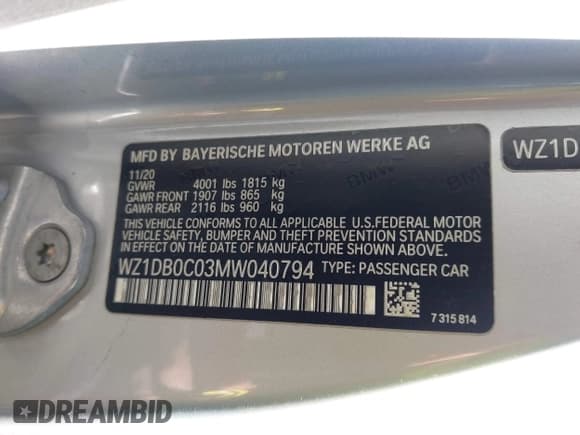 MFD BY BAYERISCHE MOTOREN WERKE AG
11/20
GVWR 4001 lbs 1815 kg
GAWR FRONT 1907 lbs 865 kg
GAWR REAR 2116 lbs 960 kg
THIS VEHICLE CONFORMS TO ALL APPLICABLE U.S.FEDERAL MOTOR
VEHICLE SAFETY, BUMPER AND THEFT PREVENTION STANDARDS
IN EFFECT ON THE DATE OF MANUFACTURE SHOWN ABOVE.
WZ1DB0C03MW040794 TYPE: PASSENGER CAR
7 315 814
WZ1D
BMW
DREAMBID